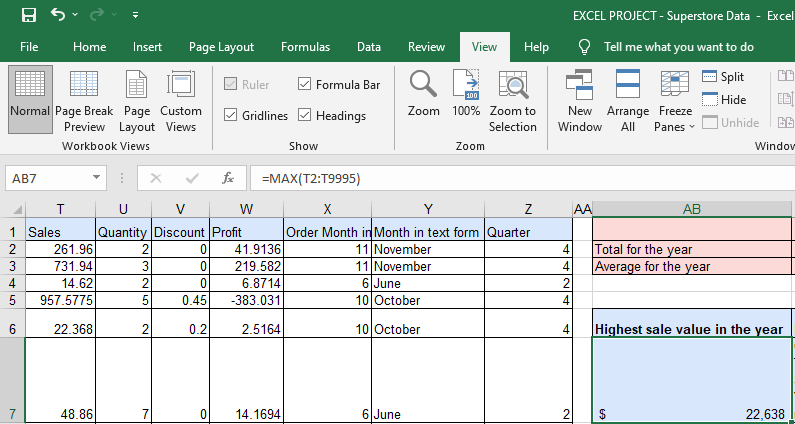 EXCEL PROJECT - Superstore Data - Excel
File Home Insert Page Layout Formulas Data Review View Help Tell me what you want to do
Normal Page Break Preview Page Layout Custom Views
Workbook Views
Ruler Formula Bar
Gridlines Headings
Show
Zoom 100% Zoom to Selection
100
Zoom
New Window Arrange All Freeze Panes
Split
Hide
Unhide
Window
AB7 fx =MAX(T2:T9995)
T U V W X Y Z AA AB
1 Sales Quantity Discount Profit Order Month in Month in text form Quarter
2 261.96 2 0 41.9136 11 November 4 Total for the year
3 731.94 3 0 219.582 11 November 4 Average for the year
4 14.62 2 0 6.8714 6 June 2
5 957.5775 5 0.45 -383.031 10 October 4
6 22.368 2 0.2 2.5164 10 October 4 Highest sale value in the year
7 48.86 7 0 14.1694 6 June 2 $ 22,638